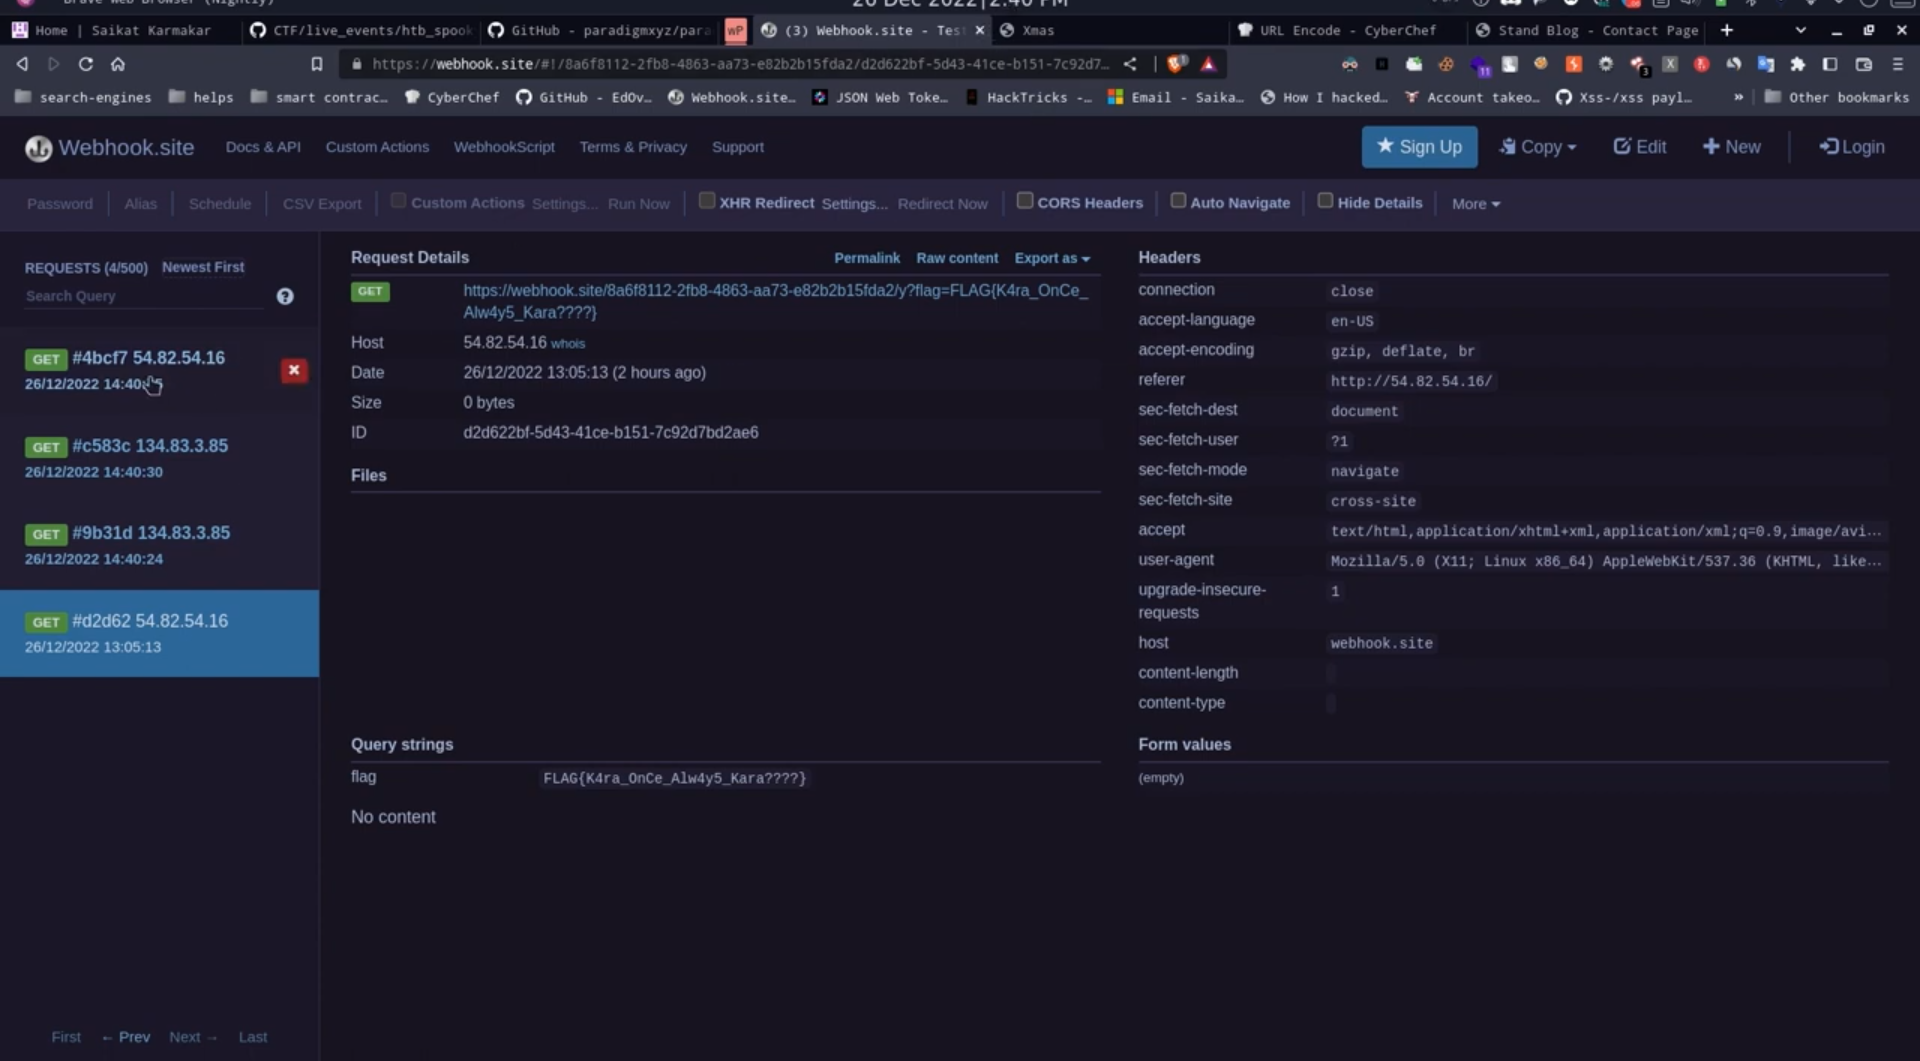 Brave Web Browser (Nightly)
26 Dec 2022|2:40 PM
Home | Saikat Karmakar
CTF/live_events/htb_spook
GitHub - paradigmxyz/para
wP
(3) Webhook.site - Test
Xmas
URL Encode - CyberChef
Stand Blog - Contact Page
https://webhook.site/#!/8a6f8112-2fb8-4863-aa73-e82b2b15fda2/d2d622bf-5d43-41ce-b151-7c92d7...
11
3
search-engines
helps
smart contrac...
CyberChef
GitHub - EdOv...
Webhook.site...
JSON Web Toke...
HackTricks -...
Email - Saika...
How I hacked...
Account takeo...
Xss-/xss payl...
»
Other bookmarks
Webhook.site
Docs & API
Custom Actions
WebhookScript
Terms & Privacy
Support
Sign Up
Copy
Edit
New
Login
Password
Alias
Schedule
CSV Export
Custom Actions
Settings...
Run Now
XHR Redirect
Settings...
Redirect Now
CORS Headers
Auto Navigate
Hide Details
More
REQUESTS (4/500)
Newest First
Search Query
GET #4bcf7 54.82.54.16
26/12/2022 14:40
GET #c583c 134.83.3.85
26/12/2022 14:40:30
GET #9b31d 134.83.3.85
26/12/2022 14:40:24
GET #d2d62 54.82.54.16
26/12/2022 13:05:13
First
← Prev
Next →
Last
Request Details
Permalink
Raw content
Export as
GET
https://webhook.site/8a6f8112-2fb8-4863-aa73-e82b2b15fda2/y?flag=FLAG{K4ra_OnCe_
Alw4y5_Kara????}
Host 54.82.54.16 whois
Date 26/12/2022 13:05:13 (2 hours ago)
Size 0 bytes
ID d2d622bf-5d43-41ce-b151-7c92d7bd2ae6
Files
Query strings
flag FLAG{K4ra_OnCe_Alw4y5_Kara????}
No content
Headers
connection close
accept-language en-US
accept-encoding gzip, deflate, br
referer http://54.82.54.16/
sec-fetch-dest document
sec-fetch-user ?1
sec-fetch-mode navigate
sec-fetch-site cross-site
accept text/html,application/xhtml+xml,application/xml;q=0.9,image/avi...
user-agent Mozilla/5.0 (X11; Linux x86_64) AppleWebKit/537.36 (KHTML, like...
upgrade-insecure- 1
requests
host webhook.site
content-length
content-type
Form values
(empty)